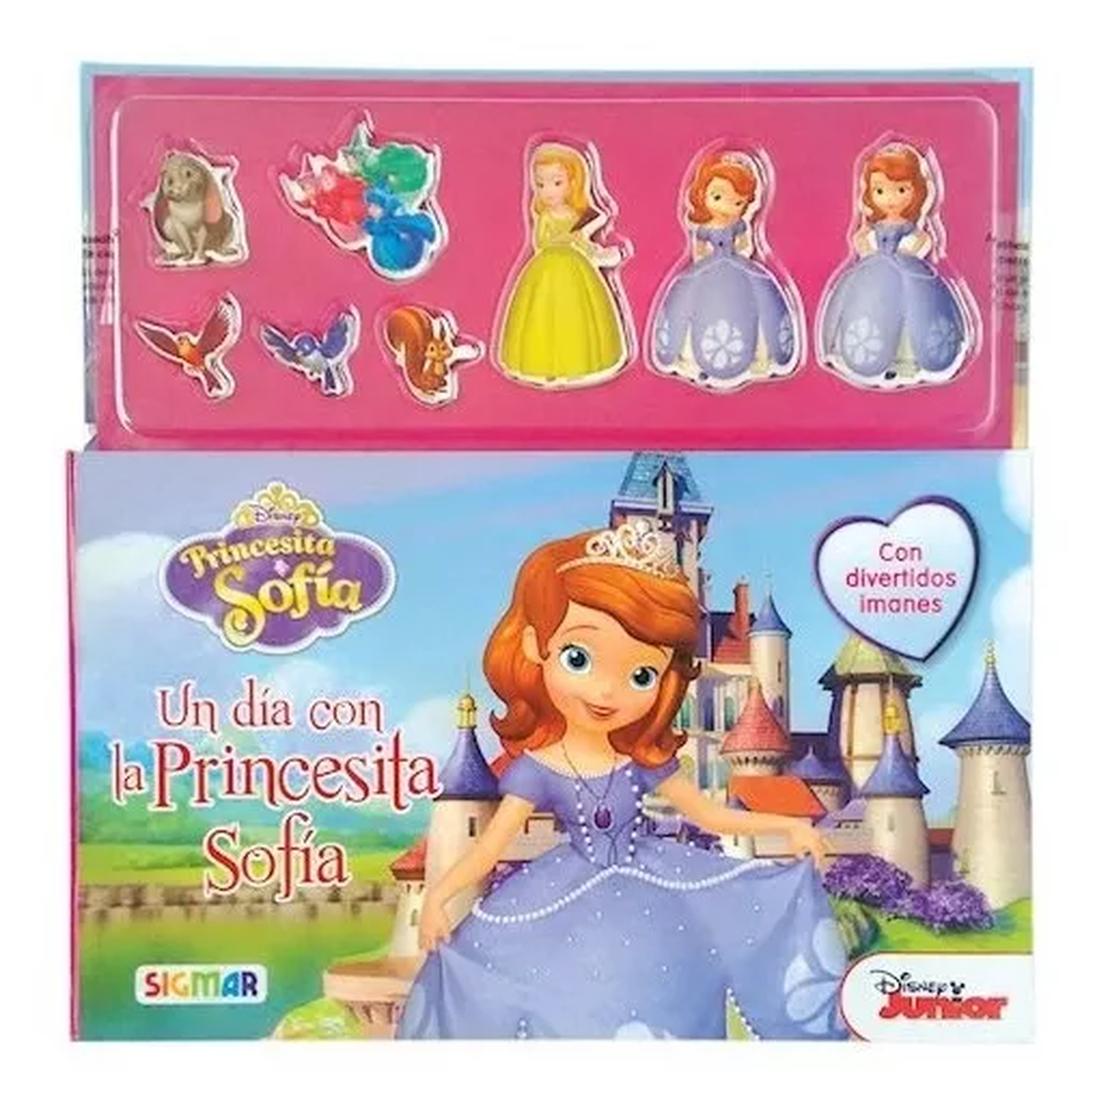 Disney
Princesita
Sofía
Con
divertidos
imanes
Un día con
la Princesita
Sofía
SIGMAR
Disney
Junior